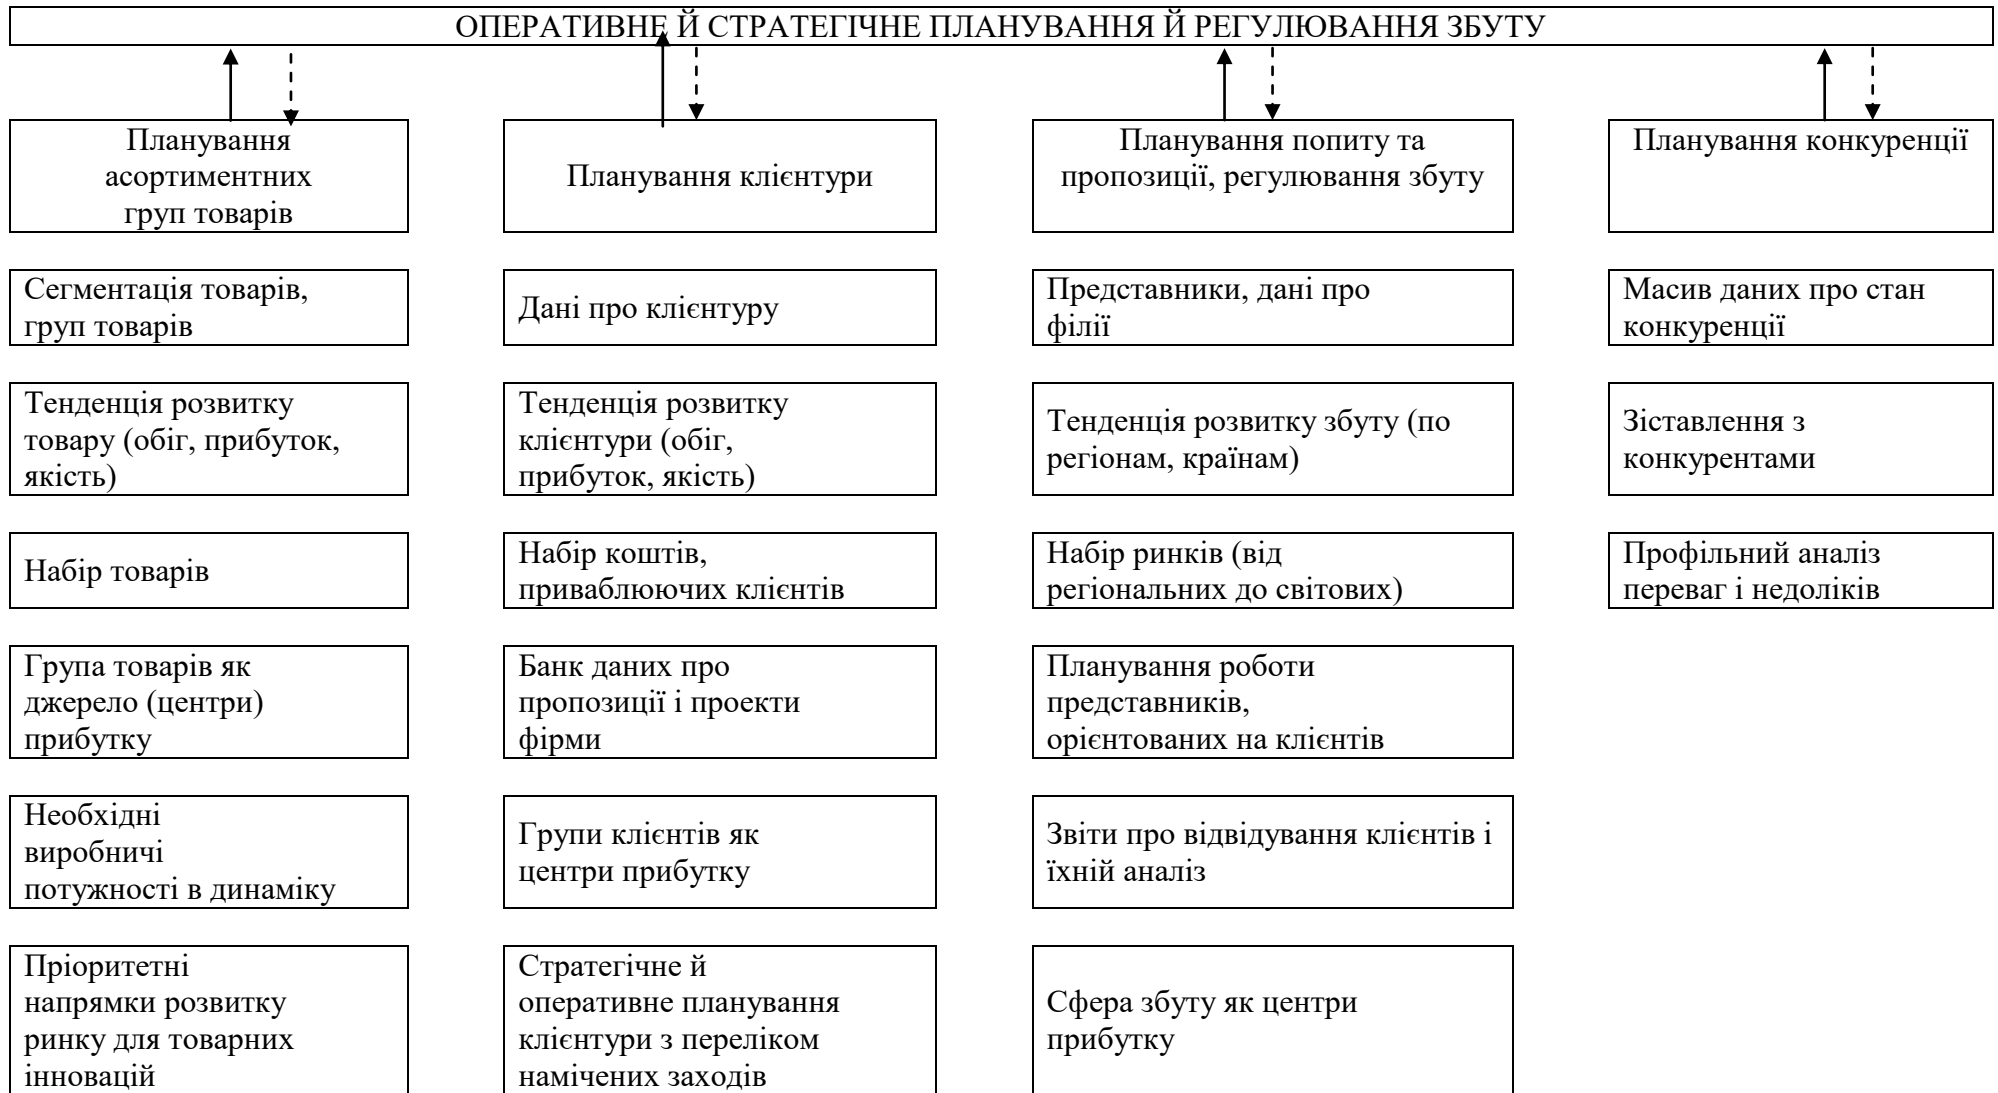 ОПЕРАТИВНЕ Й СТРАТЕГІЧНЕ ПЛАНУВАННЯ Й РЕГУЛЮВАННЯ ЗБУТУ
Планування
асортиментних
груп товарів
Планування клієнтури
Планування попиту та
пропозиції, регулювання збуту
Планування конкуренції
Сегментація товарів,
груп товарів
Дані про клієнтуру
Представники, дані про
філії
Масив даних про стан
конкуренції
Тенденція розвитку
товару (обіг, прибуток,
якість)
Тенденція розвитку
клієнтури (обіг,
прибуток, якість)
Тенденція розвитку збуту (по
регіонам, країнам)
Зіставлення з
конкурентами
Набір товарів
Набір коштів,
приваблюючих клієнтів
Набір ринків (від
регіональних до світових)
Профільний аналіз
переваг і недоліків
Група товарів як
джерело (центри)
прибутку
Банк даних про
пропозиції і проекти
фірми
Планування роботи
представників,
орієнтованих на клієнтів
Необхідні
виробничі
потужності в динаміку
Групи клієнтів як
центри прибутку
Звіти про відвідування клієнтів і
їхній аналіз
Пріоритетні
напрямки розвитку
ринку для товарних
інновацій
Стратегічне й
оперативне планування
клієнтури з переліком
намічених заходів
Сфера збуту як центри
прибутку